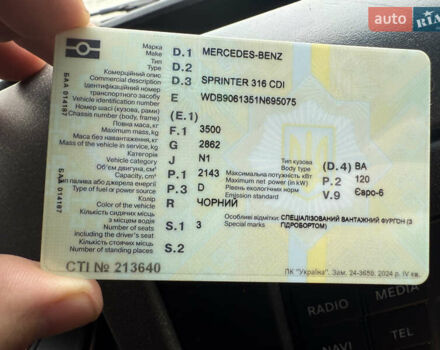 AUTO RIA
БАА 014187
БАА 014187
Марка D.1 MERCEDES-BENZ
Make
Тип D.2
Type
Комерційний опис D.3 SPRINTER 316 CDI
Commercial description
Ідентифікаційний номер
транспортного засобу E WDB9061351N695075
Vehicle identification number
Номер шасі (кузова, рами) (E.1)
Chassis number (body, frame)
Повна маса, кг F.1 3500
Maximum mass, kg
Маса без навантаження, кг G 2862
Mass of the vehicle in service, kg
Категорія J N1 Тип кузова (D.4) ВА
Vehicle category Body type
Об'єм двигуна, см³ P.1 2143 Максимальна потужність кВт P.2 120
Capacity, cm³ Maximum net power (in kW)
палива або джерела енергії P.3 D Рівень екологічних норм V.9 Євро-6
Type of fuel or power source Emission standard
Колір R ЧОРНИЙ
Color of the vehicle
Кількість сидячих місць
з місцем водія S.1 3 Особливі відмітки: СПЕЦІАЛІЗОВАНИЙ ВАНТАЖНИЙ ФУРГОН (З
Number of seats Special marks ГІДРОБОРТОМ)
including the driver's seat
Кількість стоячих місць S.2
Number of standing places
СТІ № 213640
ПК "Україна". Зам. 24-3650. 2024 р. IV кв.
RADIO
MEDIA
NAVI
TEL